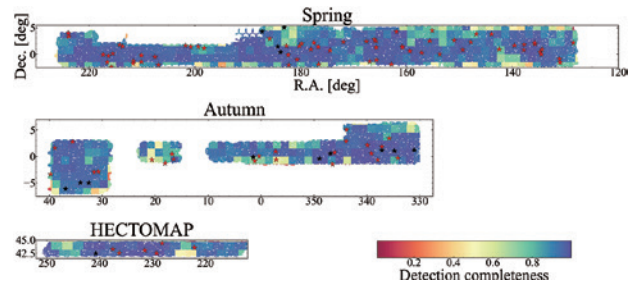 Spring
Dec. [deg]
5
0
220 200 180 160 140 120
R.A. [deg]
Autumn
5
0
−5
40 30 20 10 0 350 340 330
HECTOMAP
45.0
42.5
250 240 230 220
0.2 0.4 0.6 0.8
Detection completeness